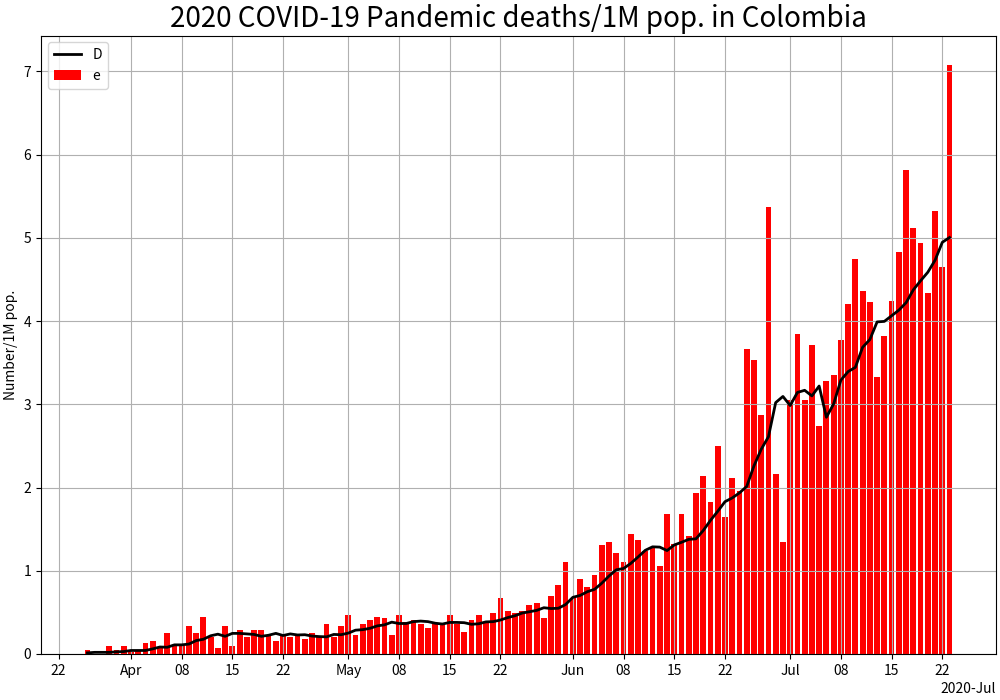 2020 COVID-19 Pandemic deaths/1M pop. in Colombia
D
e
Number/1M pop.
7
6
5
4
3
2
1
0
22 Apr 08 15 22 May 08 15 22 Jun 08 15 22 Jul 08 15 22
2020-Jul